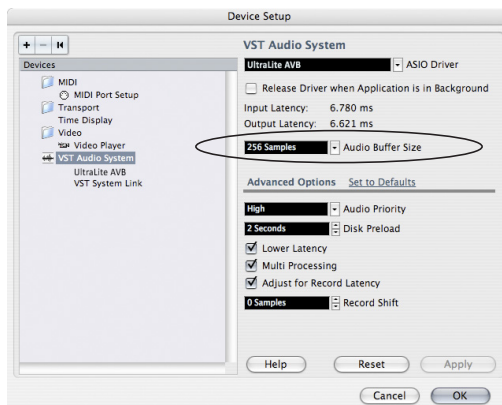 Device Setup
+ - 
Devices
MIDI
MIDI Port Setup
Transport
Time Display
Video
Video Player
VST Audio System
UltraLite AVB
VST System Link
VST Audio System
UltraLite AVB ASIO Driver
Release Driver when Application is in Background
Input Latency: 6.780 ms
Output Latency: 6.621 ms
256 Samples Audio Buffer Size
Advanced Options Set to Defaults
High Audio Priority
2 Seconds Disk Preload
Lower Latency
Multi Processing
Adjust for Record Latency
0 Samples Record Shift
Help Reset Apply
Cancel OK